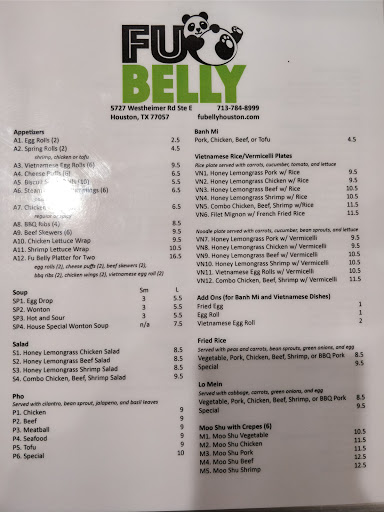 FU
BELLY
5727 Westheimer Rd Ste E 713-784-8999
Houston, TX 77057 fubellyhouston.com
Appetizers
A1. Egg Rolls (2) 2.5
A2. Spring Rolls (2) 4.5
shrimp, chicken or tofu
A3. Vietnamese Egg Rolls (6) 9.5
A4. Cheese Puffs (6) 6.5
A5. Biscuit 5.5
A6. Steam (6) 6.5
A7. Chicken 6.5
regular or spicy
A8. BBQ Ribs (4) 8.5
A9. Beef Skewers (6) 9.5
A10. Chicken Lettuce Wrap 9.5
A11. Shrimp Lettuce Wrap
A12. Fu Belly Platter for Two 16.5
egg rolls (2), cheese puffs (2), beef skewers (2),
bbq ribs (2), chicken wings (2), vietnamese egg roll (2)
Soup Sm L
SP1. Egg Drop 3 5.5
SP2. Wonton 3 5.5
SP3. Hot and Sour 3 5.5
SP4. House Special Wonton Soup n/a 7.5
Salad
S1. Honey Lemongrass Chicken Salad 8.5
S2. Honey Lemongrass Beef Salad 8.5
S3. Honey Lemongrass Shrimp Salad 8.5
S4. Combo Chicken, Beef, Shrimp Salad 9.5
Pho
Served with cilantro, bean sprout, jalapeno, and basil leaves
P1. Chicken 9
P2. Beef 9
P3. Meatball 9
P4. Seafood 9
P5. Tofu 9
P6. Special 10
Banh Mi
Pork, Chicken, Beef, or Tofu 4.5
Vietnamese Rice/Vermicelli Plates
Rice plate served with carrots, cucumber, tomato, and lettuce
VN1. Honey Lemongrass Pork w/ Rice 9.5
VN2. Honey Lemongrass Chicken w/ Rice 9.5
VN3. Honey Lemongrass Beef w/ Rice 10.5
VN4. Honey Lemongrass Shrimp w/ Rice 10.5
VN5. Combo Chicken, Beef, Shrimp w/Rice 11.5
VN6. Filet Mignon w/ French Fried Rice 11.5
Noodle plate served with carrots, cucumber, bean sprouts, and lettuce
VN7. Honey Lemongrass Pork w/ Vermicelli 9.5
VN8. Honey Lemongrass Chicken w/ Vermicelli 9.5
VN9. Honey Lemongrass Beef w/ Vermicelli 10.5
VN10. Honey Lemongrass Shrimp w/ Vermicelli 10.5
VN11. Vietnamese Egg Rolls w/ Vermicelli 10.5
VN12. Combo Chicken, Beef, Shrimp w/ Vermicelli 11.5
Add Ons (for Banh Mi and Vietnamese Dishes)
Fried Egg 1
Egg Roll 1
Vietnamese Egg Roll 2
Fried Rice
Served with peas and carrots, bean sprouts, green onions, and egg
Vegetable, Pork, Chicken, Beef, Shrimp, or BBQ Pork 8.5
Special 9.5
Lo Mein
Served with cabbage, carrots, green onions, and egg
Vegetable, Pork, Chicken, Beef, Shrimp, or BBQ Pork 8.5
Special 9.5
Moo Shu with Crepes (6)
M1. Moo Shu Vegetable 10.5
M2. Moo Shu Chicken 11.5
M3. Moo Shu Pork 11.5
M4. Moo Shu Beef 12.5
M5. Moo Shu Shrimp 12.5